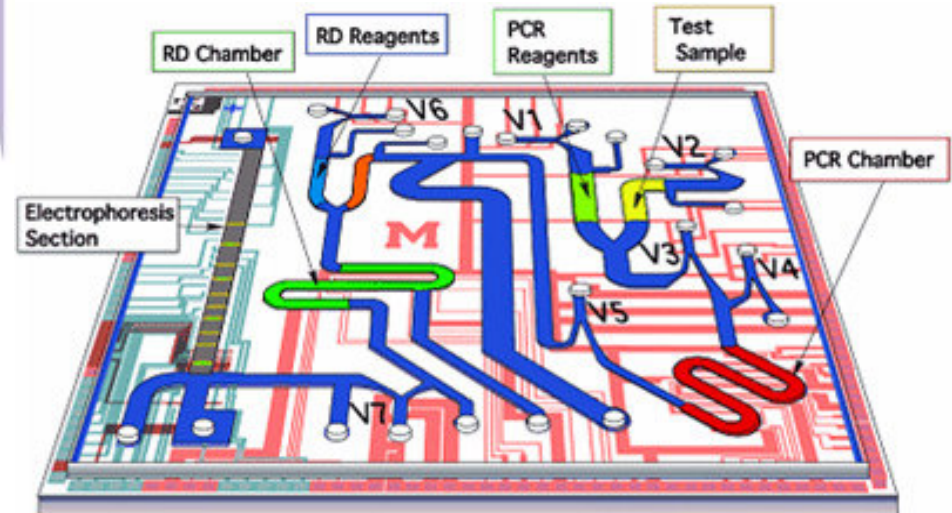 RD Chamber
RD Reagents
PCR
Reagents
Test
Sample
V6
V1
V2
PCR Chamber
Electrophoresis
Section
M
V3
V4
V5
V7